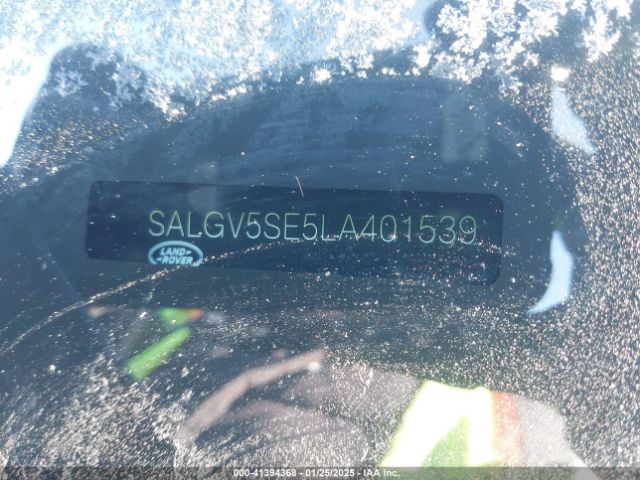 SALGV5SE5LA401539
LAND-
ROVER
000-41394368 - 01/25/2025 - IAA Inc.